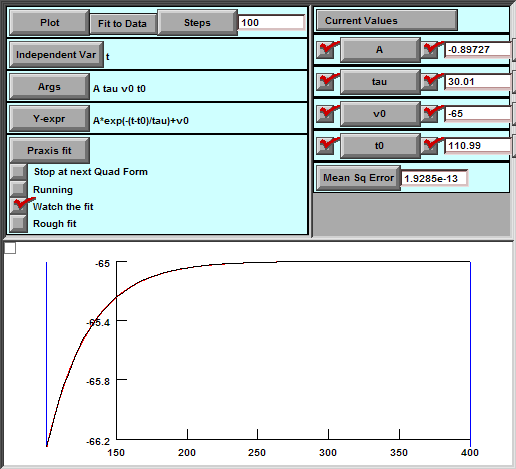 Plot Fit to Data Steps 100
Independent Var t
Args A tau v0 t0
Y-expr A*exp(-(t-t0)/tau)+v0
Praxis fit
Stop at next Quad Form
Running
Watch the fit
Rough fit
Current Values
A -0.89727
tau 30.01
v0 -65
t0 110.99
Mean Sq Error 1.9285e-13
-65
-65.4
-65.8
-66.2
150 200 250 300 350 400